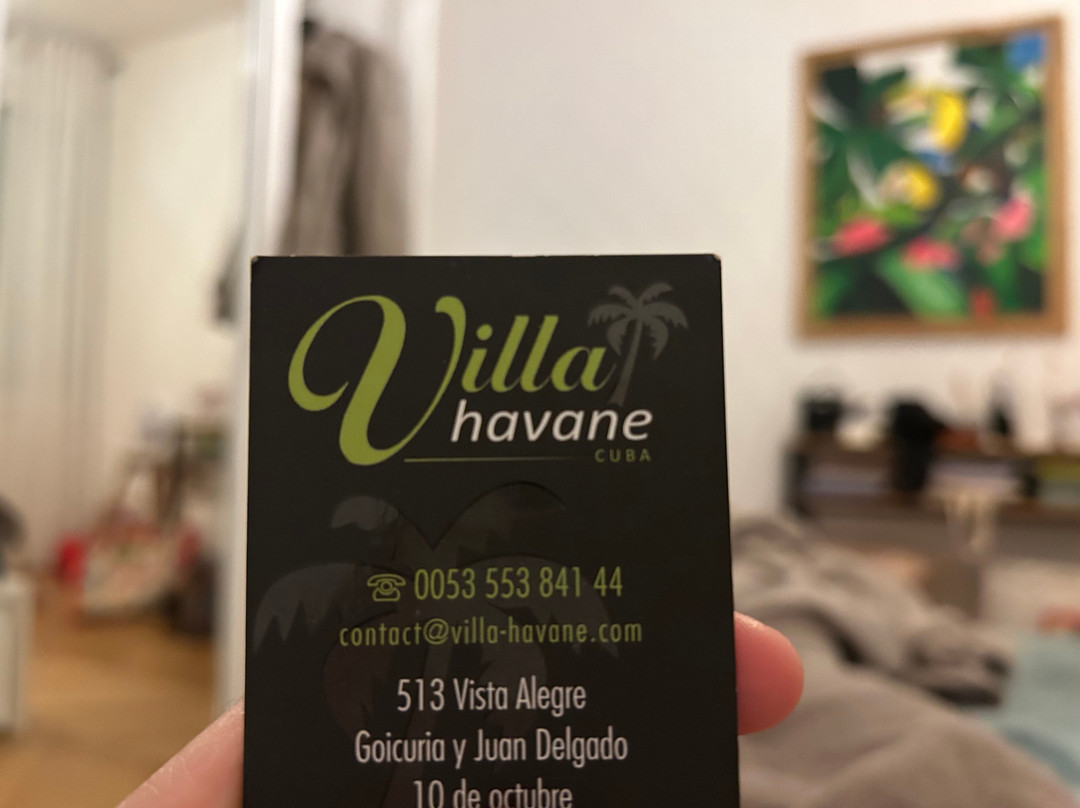 Villa
havane
CUBA
☏ 0053 553 841 44
contact@villa-havane.com
513 Vista Alegre
Goicuria y Juan Delgado
10 de octubre